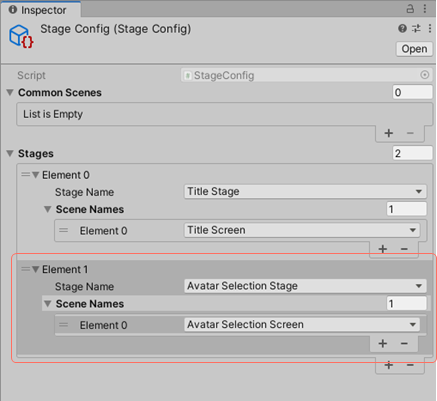 Inspector
Stage Config (Stage Config)
Open
Script StageConfig
Common Scenes 0
List is Empty
Stages 2
Element 0
Stage Name Title Stage
Scene Names 1
Element 0 Title Screen
Element 1
Stage Name Avatar Selection Stage
Scene Names 1
Element 0 Avatar Selection Screen